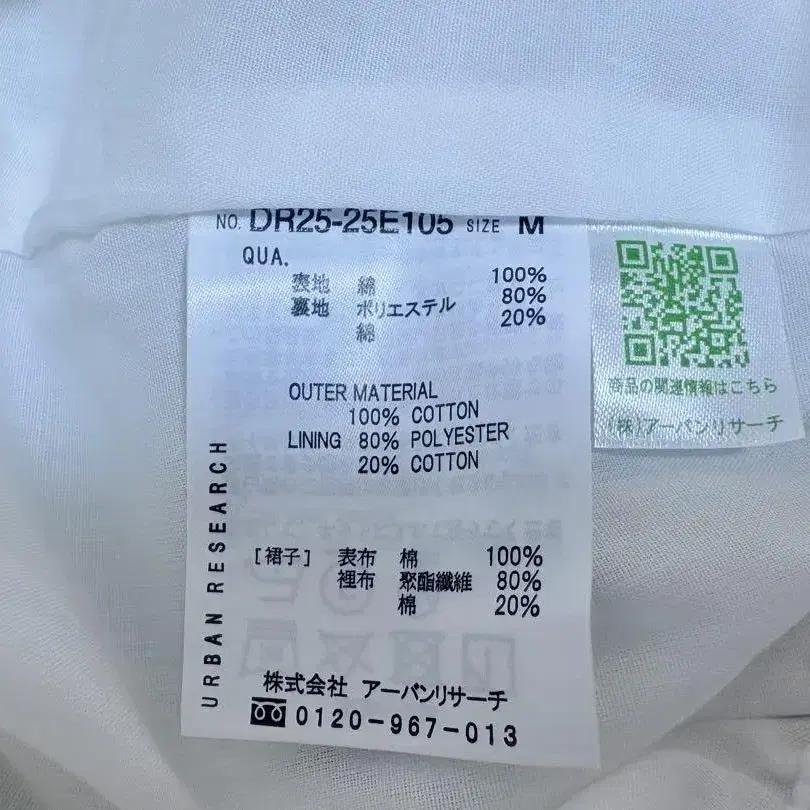 NO. DR25-25E105 SIZE M
QUA.
表地 綿 100%
裏地 ポリエステル 80%
綿 20%
OUTER MATERIAL
100% COTTON
LINING 80% POLYESTER
20% COTTON
[裙子] 表布 棉 100%
裡布 聚酯纖維 80%
棉 20%
株式会社 アーバンリサーチ
0120-967-013
URBAN RESEARCH
商品の関連情報はこちら
(株)アーバンリサーチ